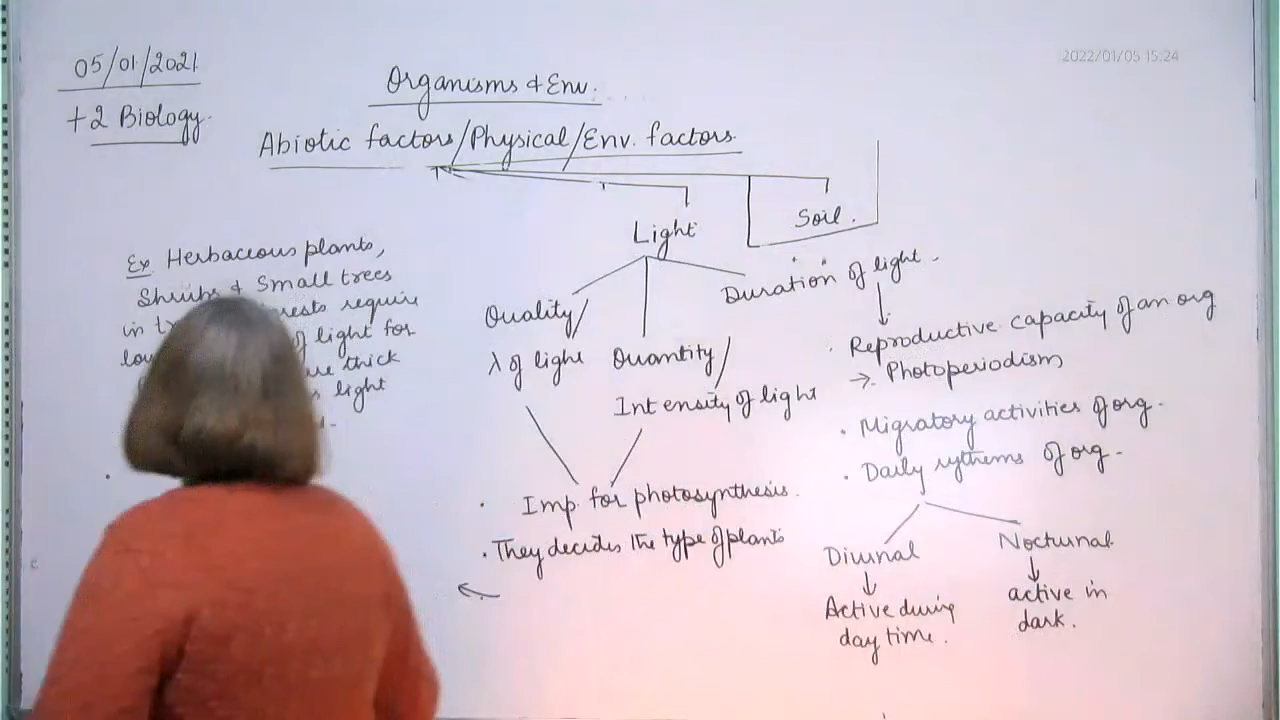 05/01/2021
+2 Biology.
2022/01/05 15:24
Organisms & Env.
Abiotic factors/Physical/Env. factors.
Light
Soil.
Ex Herbaceous plants,
Shrubs & Small trees
in require
of light for
thick
light
Quality/
λ of light
Quantity/
Intensity of light
Duration of light.
Reproductive capacity of an org
→ Photoperiodism
. Migratory activities of org.
. Daily rythems of org.
. Imp. for photosynthesis.
. They decides the type of plants
Diurnal
Active during
day time.
Nocturnal
active in
dark.